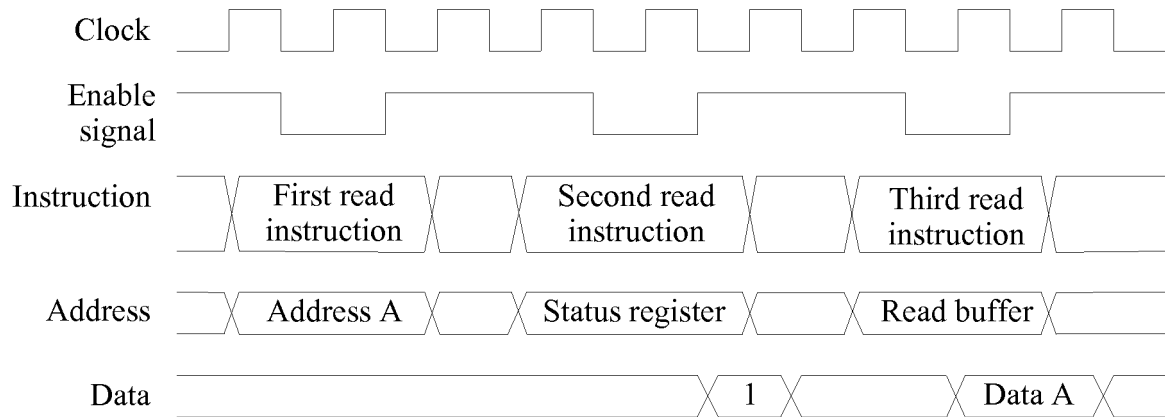 Clock
Enable
signal
Instruction
First read
instruction
Second read
instruction
Third read
instruction
Address
Address A
Status register
Read buffer
Data
1
Data A